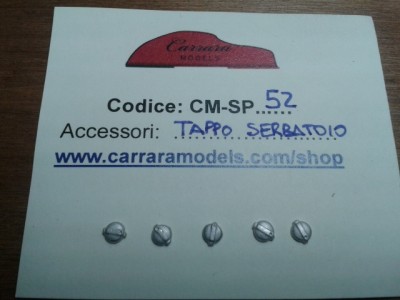 Carrara
MODELS
Codice: CM-SP..52....
Accessori: TAPPO SERBATOIO
www.carraramodels.com/shop